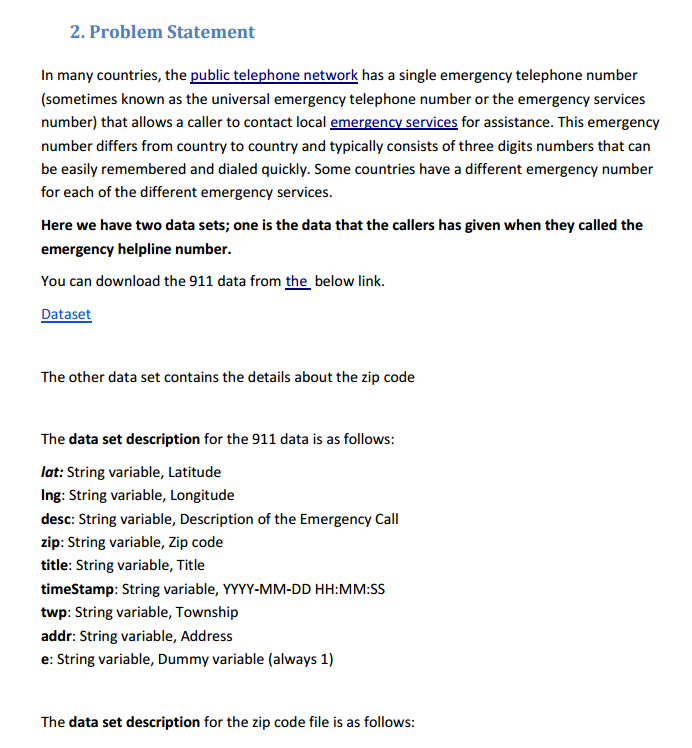 2. Problem Statement
In many countries, the public telephone network has a single emergency telephone number
(sometimes known as the universal emergency telephone number or the emergency services
number) that allows a caller to contact local emergency services for assistance. This emergency
number differs from country to country and typically consists of three digits numbers that can
be easily remembered and dialed quickly. Some countries have a different emergency number
for each of the different emergency services.
Here we have two data sets; one is the data that the callers has given when they called the
emergency helpline number.
You can download the 911 data from the below link.
Dataset
The other data set contains the details about the zip code
The data set description for the 911 data is as follows:
lat: String variable, Latitude
lng: String variable, Longitude
desc: String variable, Description of the Emergency Call
zip: String variable, Zip code
title: String variable, Title
timeStamp: String variable, YYYY-MM-DD HH:MM:SS
twp: String variable, Township
addr: String variable, Address
e: String variable, Dummy variable (always 1)
The data set description for the zip code file is as follows: